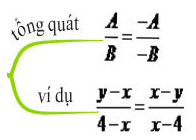 tổng quát A/B = -A/-B
ví dụ y-x/4-x = x-y/x-4